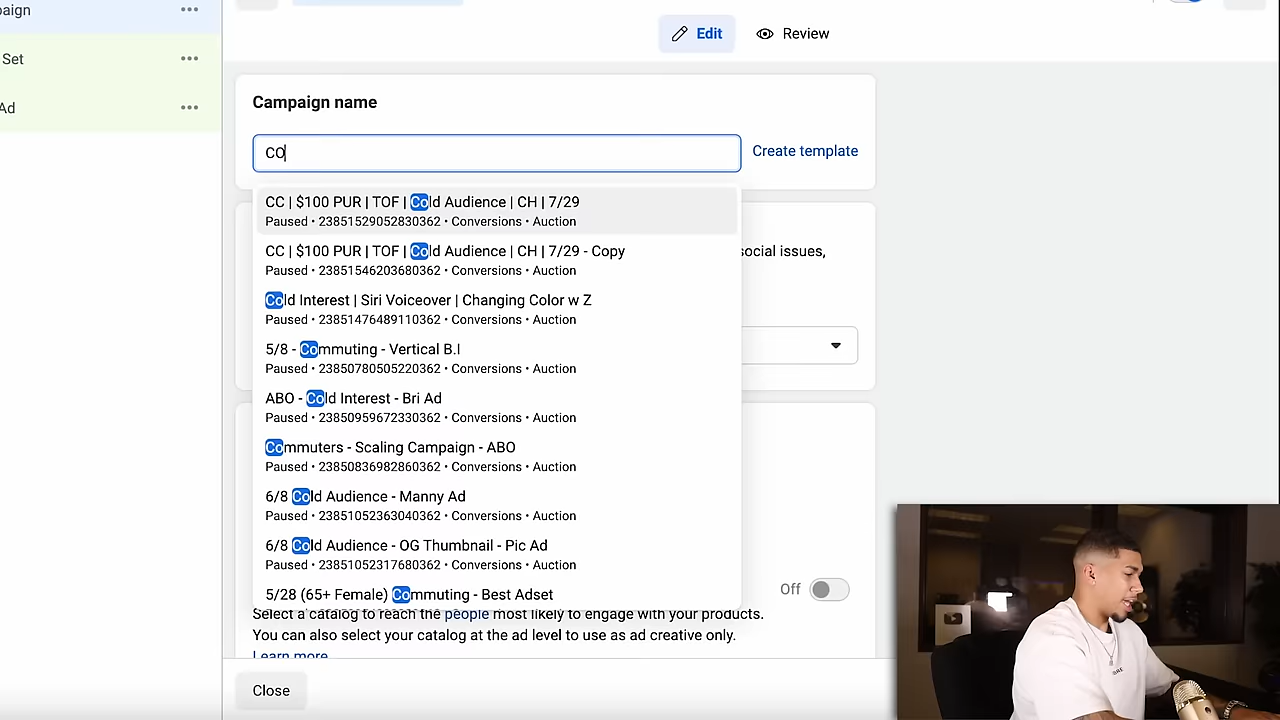 paign
Set
Ad
Edit
Review
Campaign name
CO
Create template
CC | $100 PUR | TOF | Cold Audience | CH | 7/29
Paused • 23851529052830362 • Conversions • Auction
CC | $100 PUR | TOF | Cold Audience | CH | 7/29 - Copy
Paused • 23851546203680362 • Conversions • Auction
social issues,
Cold Interest | Siri Voiceover | Changing Color w Z
Paused • 23851476489110362 • Conversions • Auction
5/8 - Commuting - Vertical B.I
Paused • 23850780505220362 • Conversions • Auction
ABO - Cold Interest - Bri Ad
Paused • 23850959672330362 • Conversions • Auction
Commuters - Scaling Campaign - ABO
Paused • 23850836982860362 • Conversions • Auction
6/8 Cold Audience - Manny Ad
Paused • 23851052363040362 • Conversions • Auction
6/8 Cold Audience - OG Thumbnail - Pic Ad
Paused • 23851052317680362 • Conversions • Auction
5/28 (65+ Female) Commuting - Best Adset
Off
Select a catalog to reach the people most likely to engage with your products.
You can also select your catalog at the ad level to use as ad creative only.
Learn more
Close